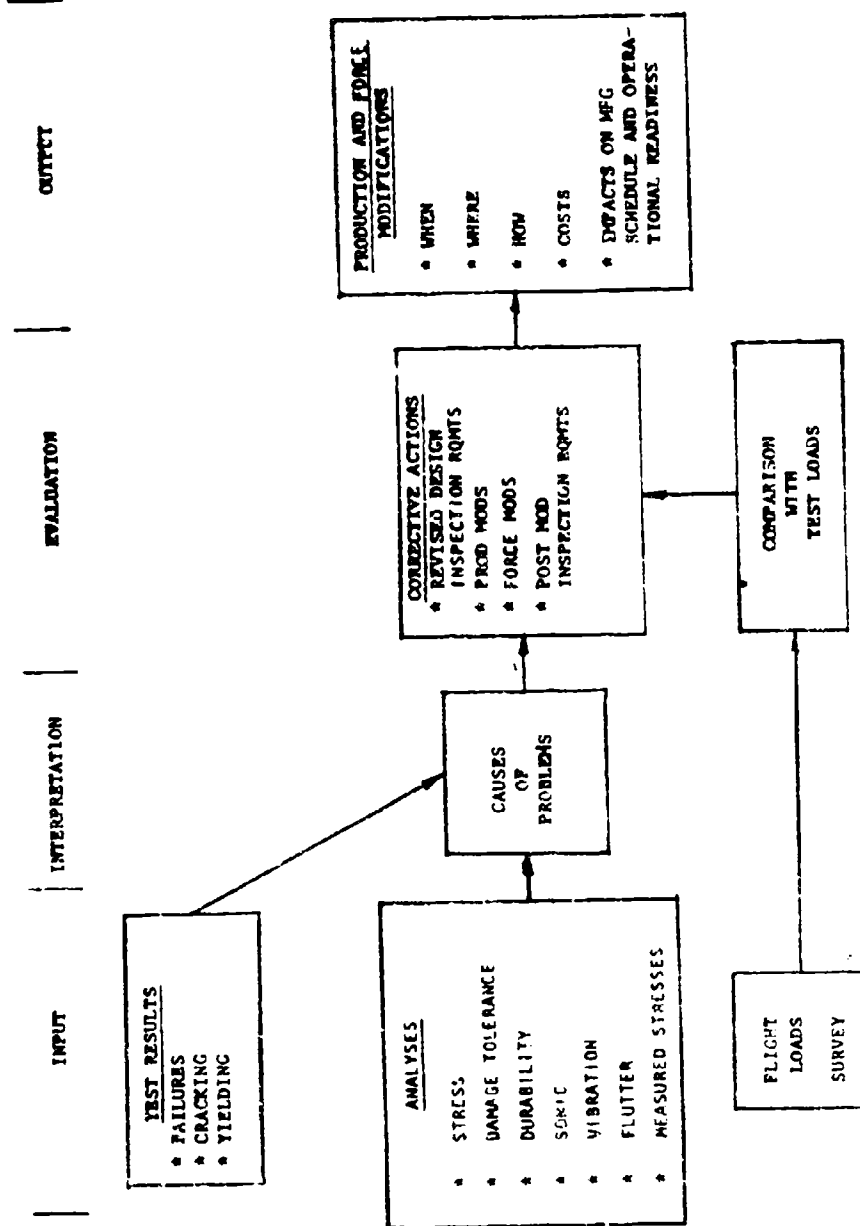 INPUT
INTERPRETATION
EVALUATION
OUTPUT
TEST RESULTS
* FAILURES
* CRACKING
* YIELDING
ANALYSES
* STRESS
* DAMAGE TOLERANCE
* DURABILITY
* SONIC
* VIBRATION
* FLUTTER
* MEASURED STRESSES
FLIGHT
LOADS
SURVEY
CAUSES
OF
PROBLEMS
CORRECTIVE ACTIONS
* REVISED DESIGN
INSPECTION RQMTS
* PROD MODS
* FORCE MODS
* POST MOD
INSPECTION RQMTS
COMPARISON
WITH
TEST LOADS
PRODUCTION AND FORCE
MODIFICATIONS
* WHEN
* WHERE
* HOW
* COSTS
* IMPACTS ON MFG
SCHEDULE AND OPERA-
TIONAL READINESS